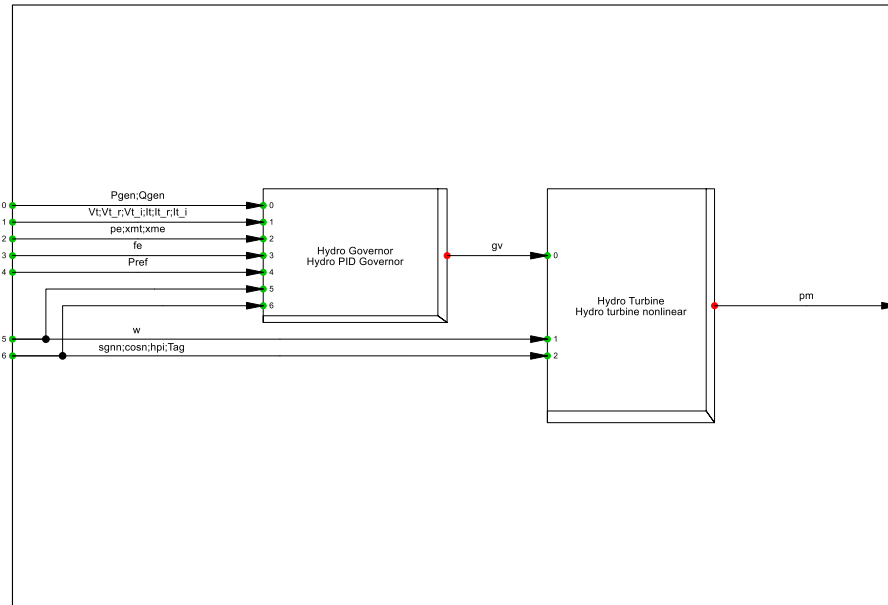 0
Pgen;Qgen
0
1
Vt;Vt_r;Vt_i;It;It_r;It_i
1
2
pe;xmt;xme
2
3
fe
3
4
Pref
4
5
6
Hydro Governor
Hydro PID Governor
gv
0
Hydro Turbine
Hydro turbine nonlinear
pm
5
w
1
6
sgnn;cosn;hpi;Tag
2